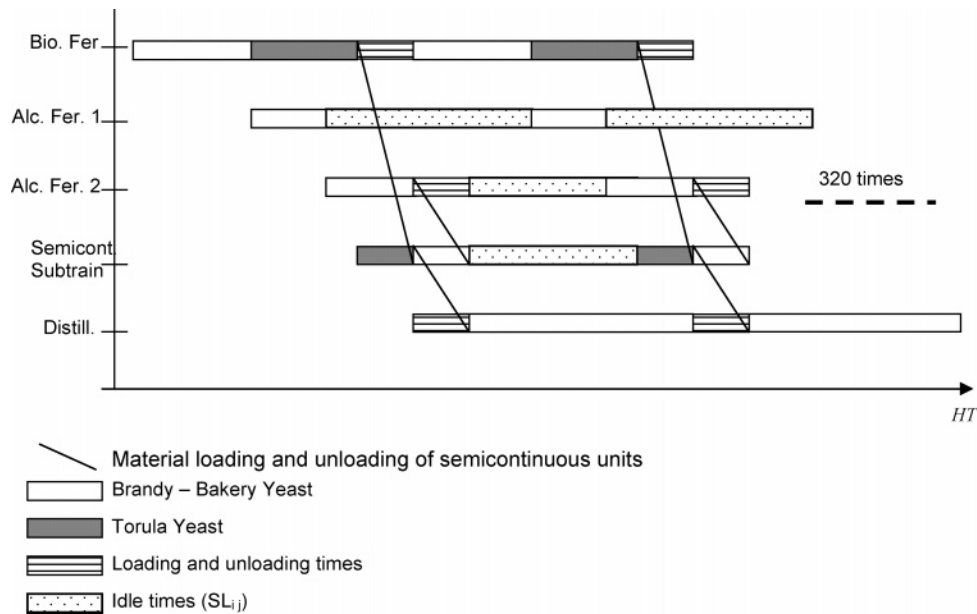 Bio. Fer
Alc. Fer. 1
Alc. Fer. 2
320 times
Semicont.
Subtrain
Distill.
HT
Material loading and unloading of semicontinuous units
Brandy – Bakery Yeast
Torula Yeast
Loading and unloading times
Idle times (SLi j)